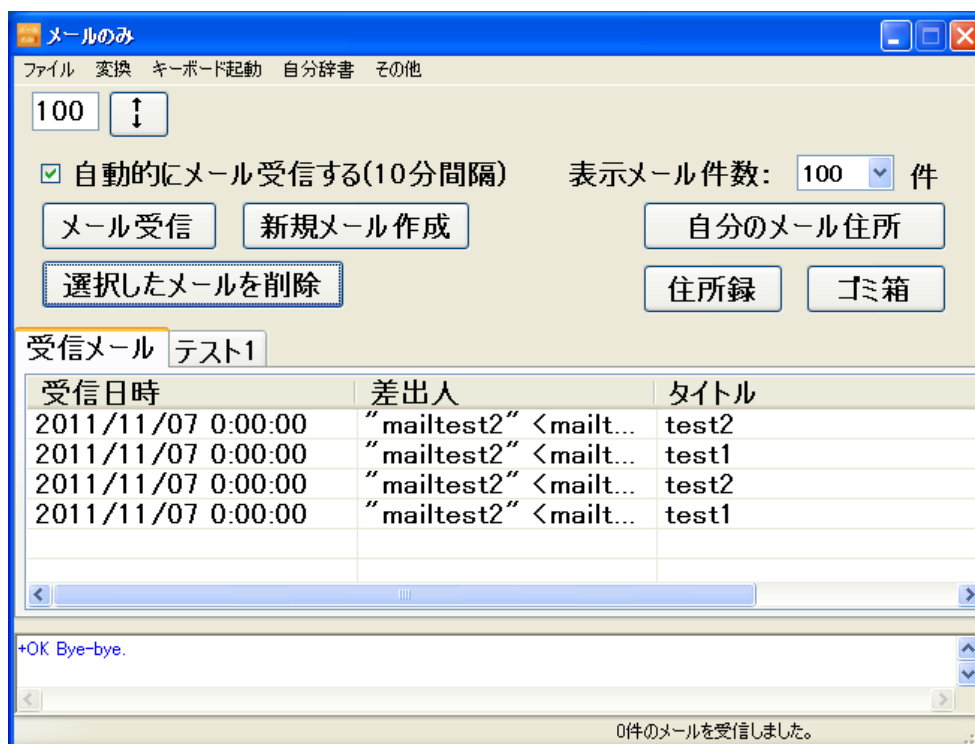 メールのみ
ファイル 変換 キーボード起動 自分辞書 その他
100
自動的にメール受信する(10分間隔) 表示メール件数: 100 件
メール受信 新規メール作成 自分のメール住所
選択したメールを削除 住所録 ゴミ箱
受信メール テスト1
受信日時 差出人 タイトル
2011/11/07 0:00:00 "mailtest2" <mailt... test2
2011/11/07 0:00:00 "mailtest2" <mailt... test1
2011/11/07 0:00:00 "mailtest2" <mailt... test2
2011/11/07 0:00:00 "mailtest2" <mailt... test1
+OK Bye-bye.
0件のメールを受信しました。